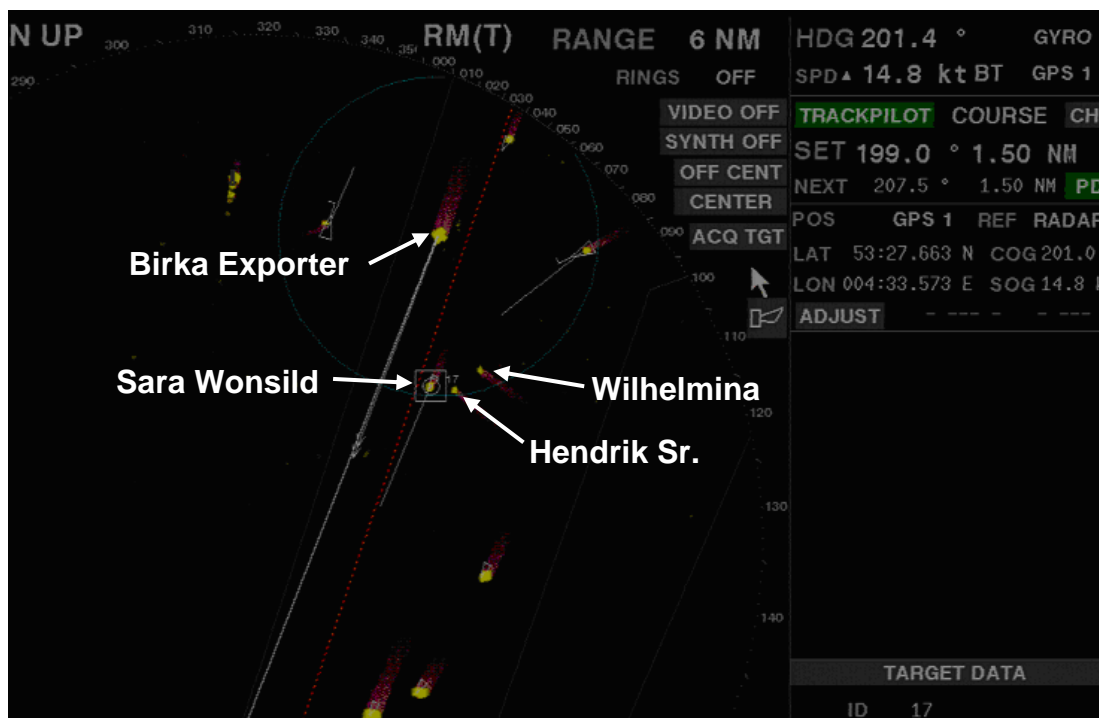 N UP
RM(T)
RANGE 6 NM
RINGS OFF
290
300
310
320
330
340
350
000
010
020
030
040
050
060
070
080
090
100
110
120
130
140
VIDEO OFF
SYNTH OFF
OFF CENT
CENTER
ACQ TGT
Birka Exporter
Sara Wonsild
17
Wilhelmina
Hendrik Sr.
HDG 201.4 ° GYRO
SPD▲ 14.8 kt BT GPS 1
TRACKPILOT COURSE CH
SET 199.0 ° 1.50 NM
NEXT 207.5 ° 1.50 NM PD
POS GPS 1 REF RADAR
LAT 53:27.663 N COG 201.0
LON 004:33.573 E SOG 14.8
ADJUST - --- - - --- -
TARGET DATA
ID 17